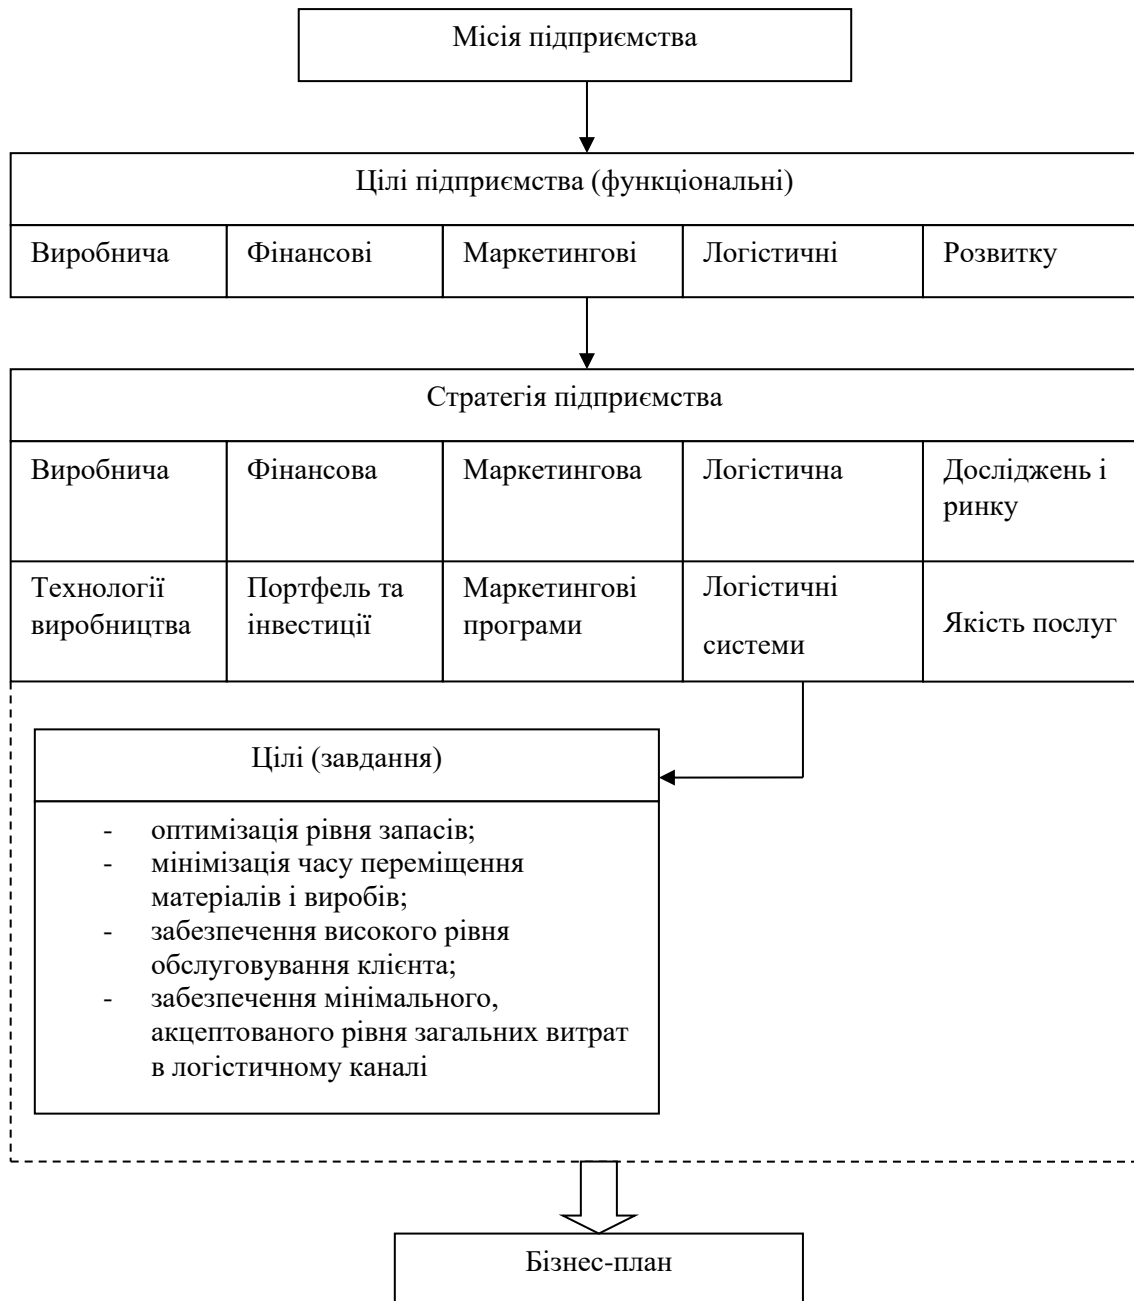 Місія підприємства
Цілі підприємства (функціональні)
Виробнича
Фінансові
Маркетингові
Логістичні
Розвитку
Стратегія підприємства
Виробнича
Фінансова
Маркетингова
Логістична
Досліджень і
ринку
Технології
виробництва
Портфель та
інвестиції
Маркетингові
програми
Логістичні
системи
Якість послуг
Цілі (завдання)
- оптимізація рівня запасів;
- мінімізація часу переміщення
матеріалів і виробів;
- забезпечення високого рівня
обслуговування клієнта;
- забезпечення мінімального,
акцептованого рівня загальних витрат
в логістичному каналі
Бізнес-план